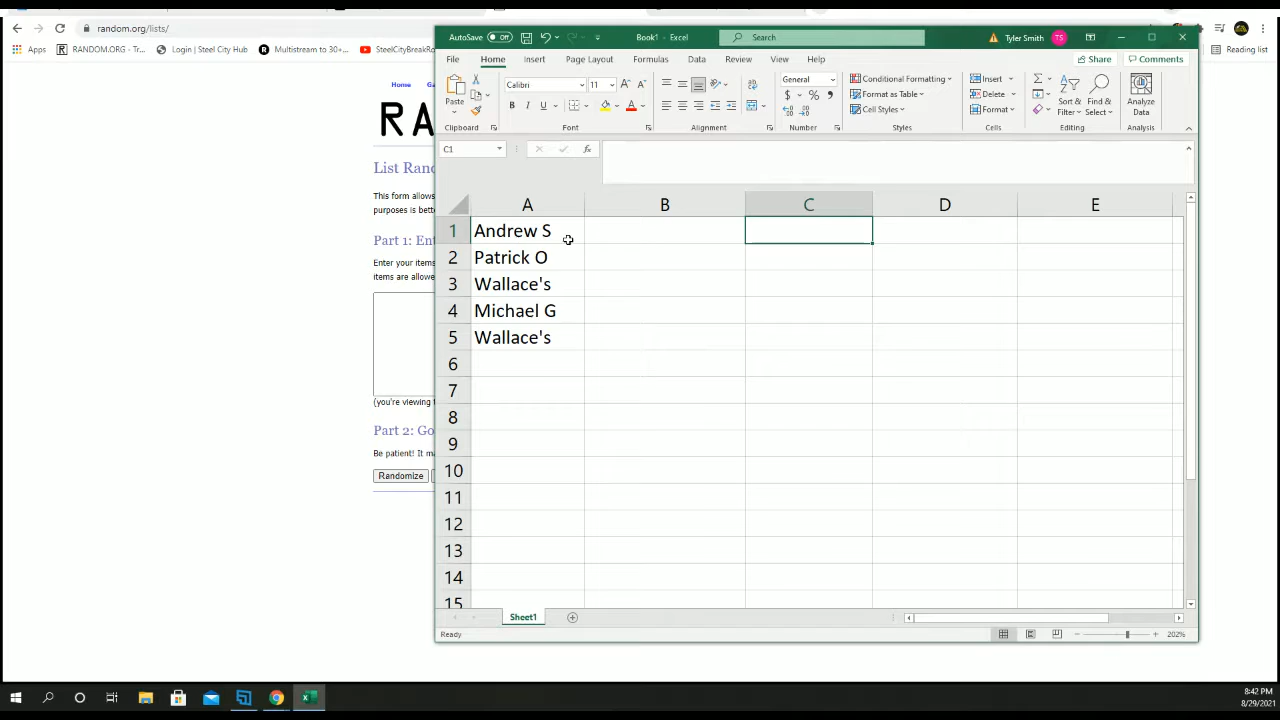 random.org/lists/
Apps
RANDOM.ORG - Tr...
Login | Steel City Hub
Multistream to 30+...
SteelCityBreakRo
Reading list
Home
Ga
RA
List Ran
This form allows
purposes is bette
Part 1: Ent
Enter your items
items are allowe
(you're viewing
Part 2: Go
Be patient! It ma
Randomize
AutoSave Off
Book1 - Excel
Search
Tyler Smith TS
File Home Insert Page Layout Formulas Data Review View Help
Share Comments
Paste
Clipboard
Calibri 11
B I U
Font
Alignment
General
$ % ,
Number
Conditional Formatting
Format as Table
Cell Styles
Styles
Insert
Delete
Format
Cells
Sort &
Filter
Find &
Select
Editing
Analyze
Data
Analysis
C1
fx
A B C D E
1 Andrew S
2 Patrick O
3 Wallace's
4 Michael G
5 Wallace's
6
7
8
9
10
11
12
13
14
15
Sheet1
Ready
202%
8:42 PM
8/29/2021